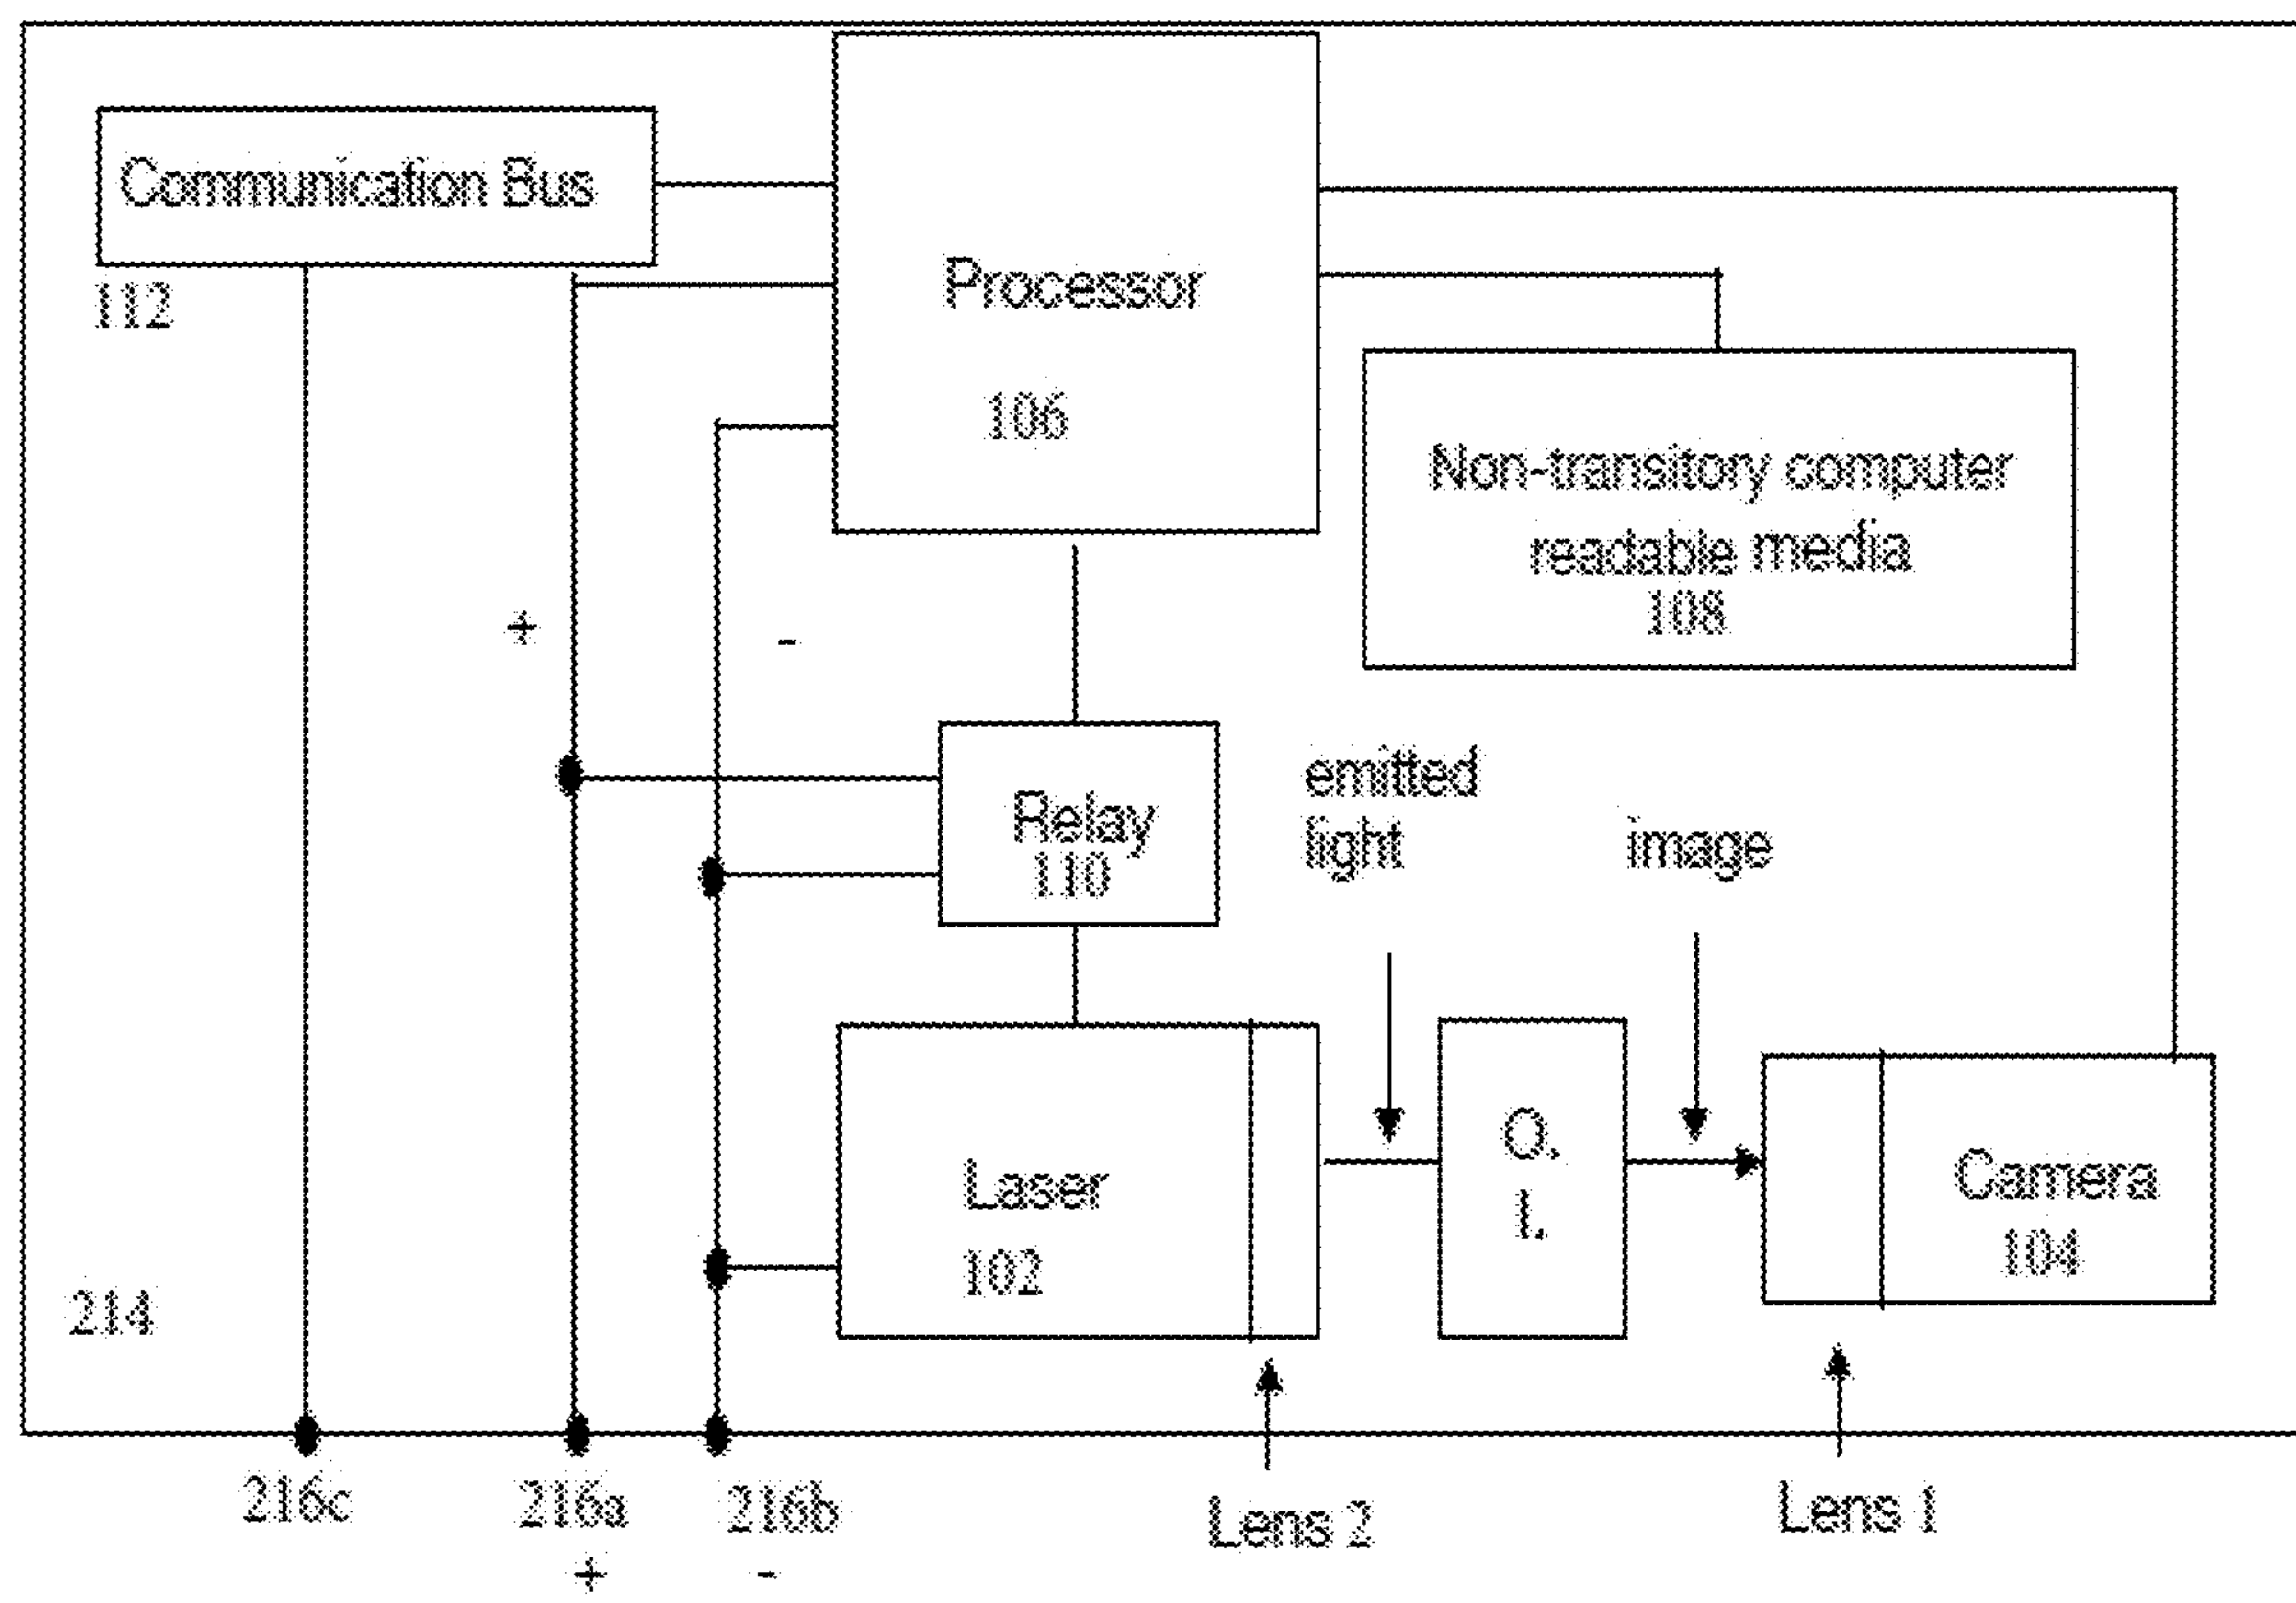 Communication Bus
112
Processor
106
Non-transitory computer
readable media
108
+
-
Relay
110
emitted
light
image
Laser
102
O.
I.
Camera
104
214
216c
216a
+
216b
-
Lens 2
Lens 1